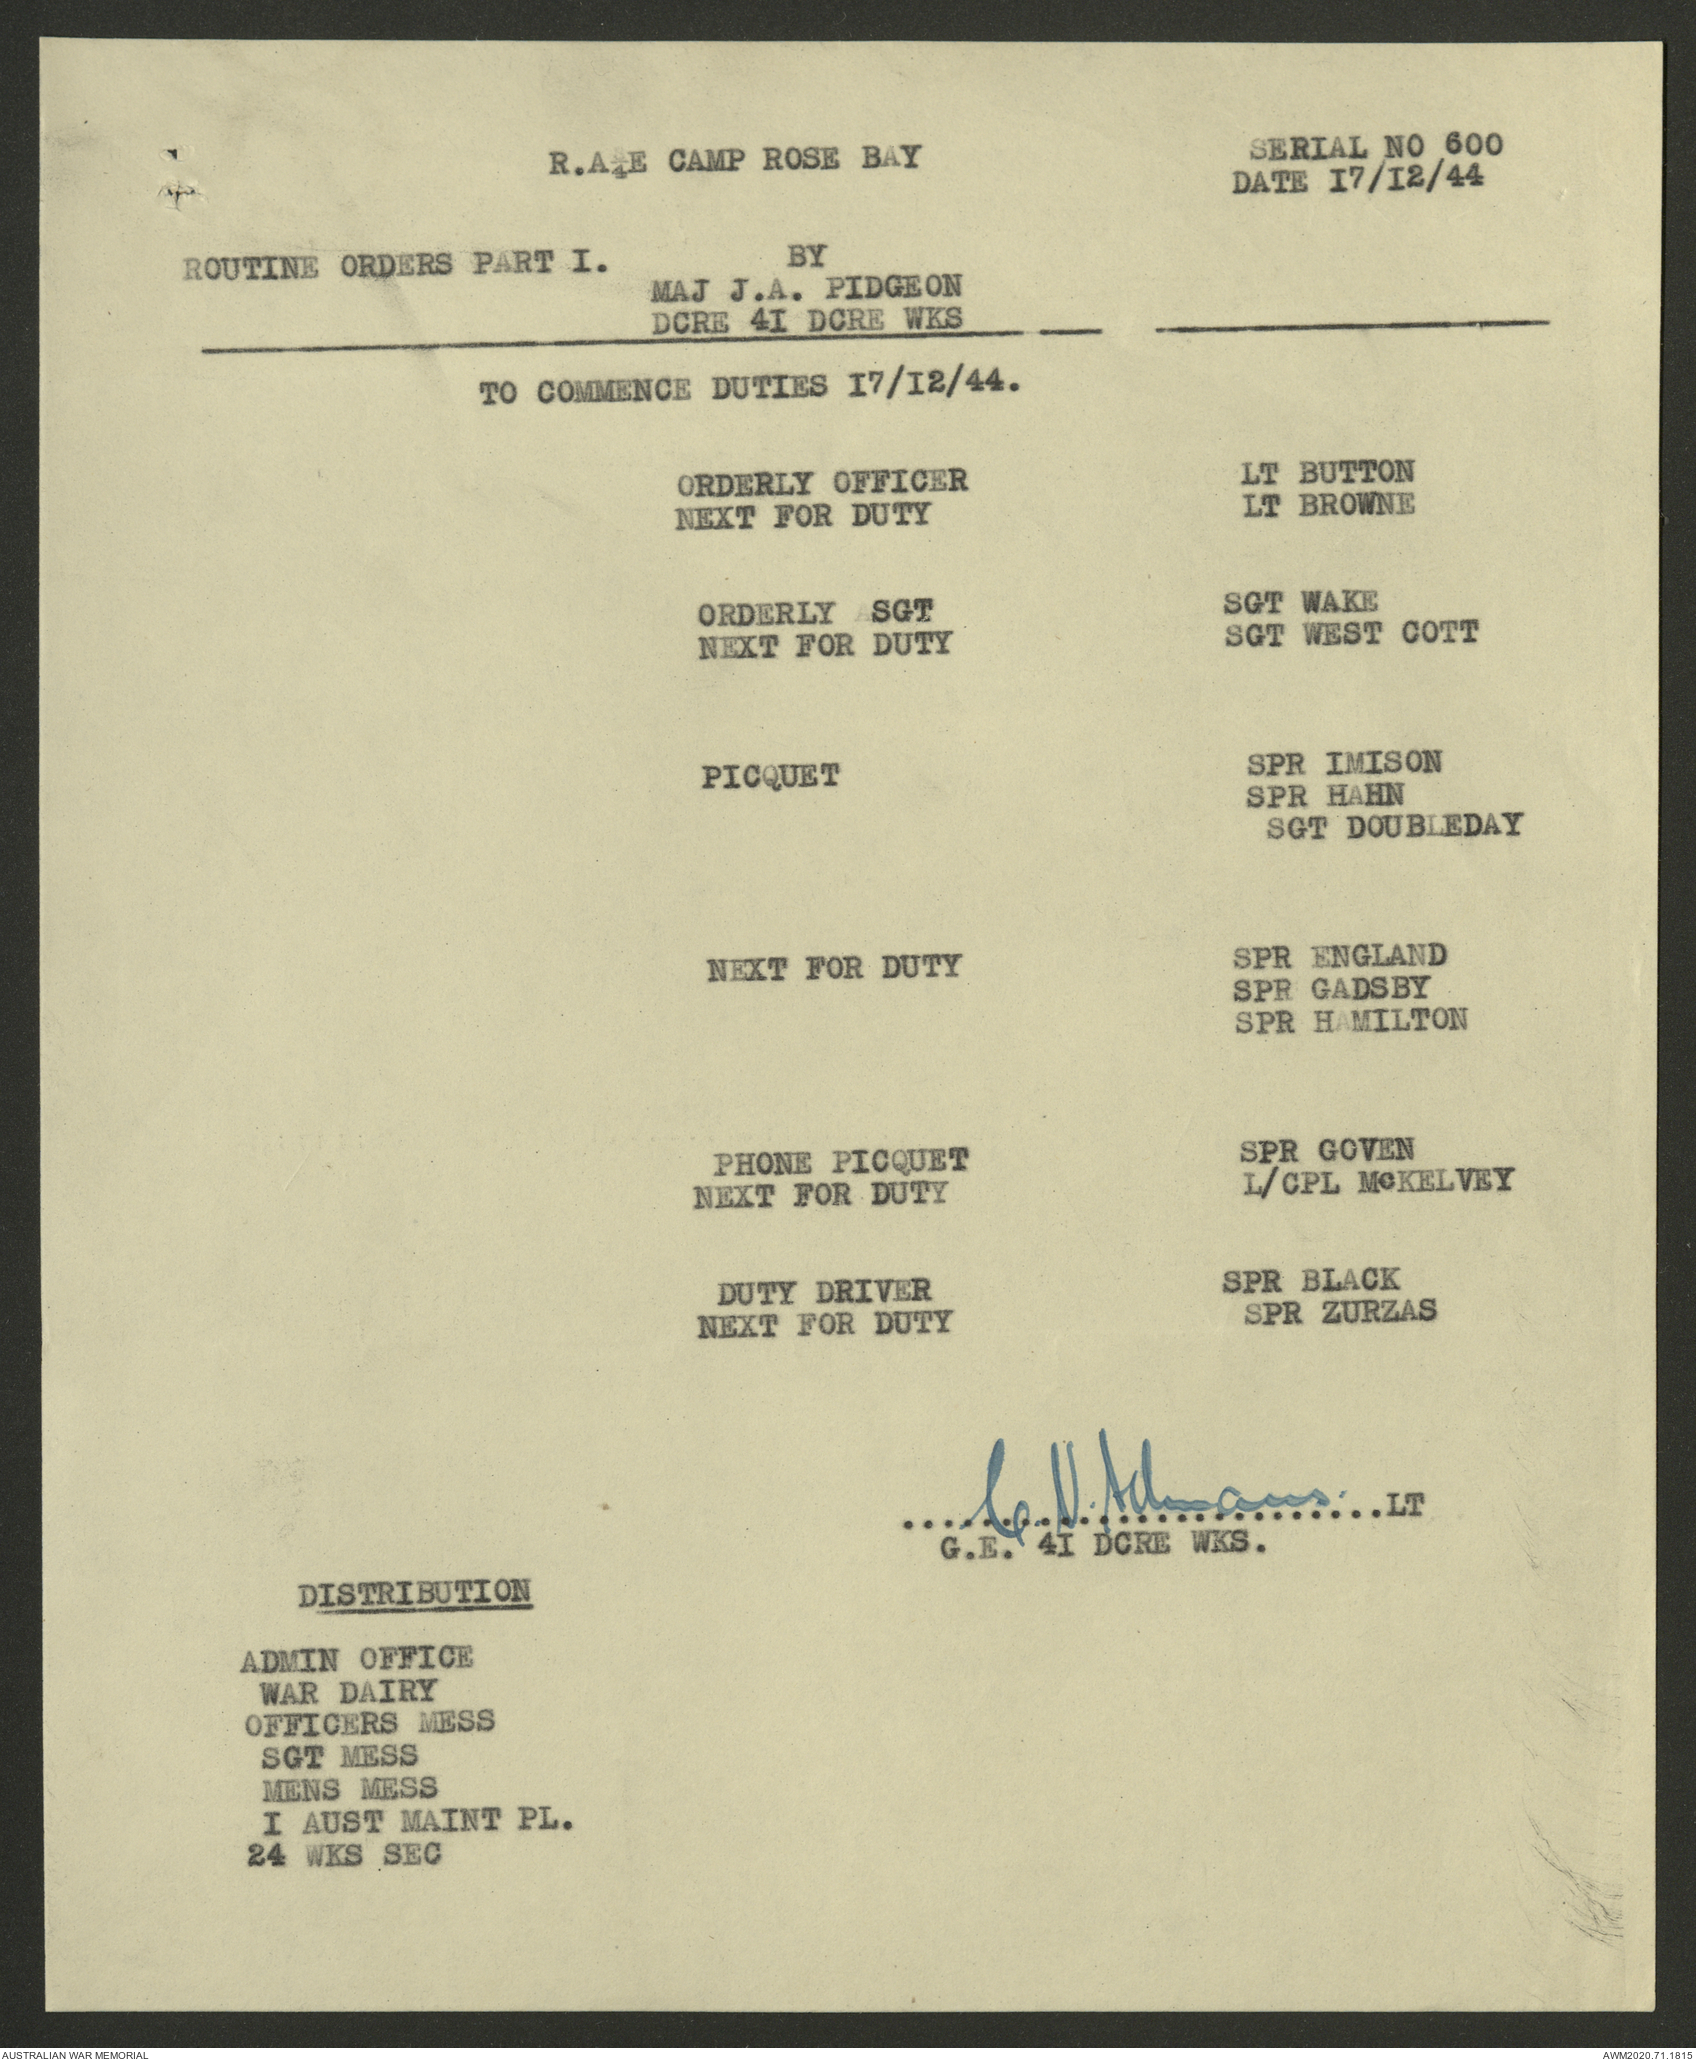 R.A.E CAMP ROSE BAY
SERIAL NO 600
DATE I7/I2/44
ROUTINE ORDERS PART I.
BY
MAJ J.A. PIDGEON
DCRE 4I DCRE WKS
TO COMMENCE DUTIES I7/I2/44.
ORDERLY OFFICER LT BUTTON
NEXT FOR DUTY LT BROWNE
ORDERLY SGT SGT WAKE
NEXT FOR DUTY SGT WEST COTT
PICQUET SPR IMISON
SPR HAHN
SGT DOUBLEDAY
NEXT FOR DUTY SPR ENGLAND
SPR GADSBY
SPR HAMILTON
PHONE PICQUET SPR GOVEN
NEXT FOR DUTY L/CPL McKELVEY
DUTY DRIVER SPR BLACK
NEXT FOR DUTY SPR ZURZAS
LT
G.E. 4I DCRE WKS.
DISTRIBUTION
ADMIN OFFICE
WAR DAIRY
OFFICERS MESS
SGT MESS
MENS MESS
I AUST MAINT PL.
24 WKS SEC
AUSTRALIAN WAR MEMORIAL
AWM2020.71.1815